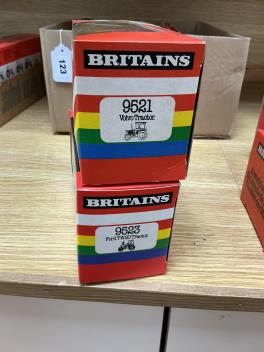 123
BRITAINS
9521
Volvo Tractor
BRITAINS
9523
Ford TW20 Tractor